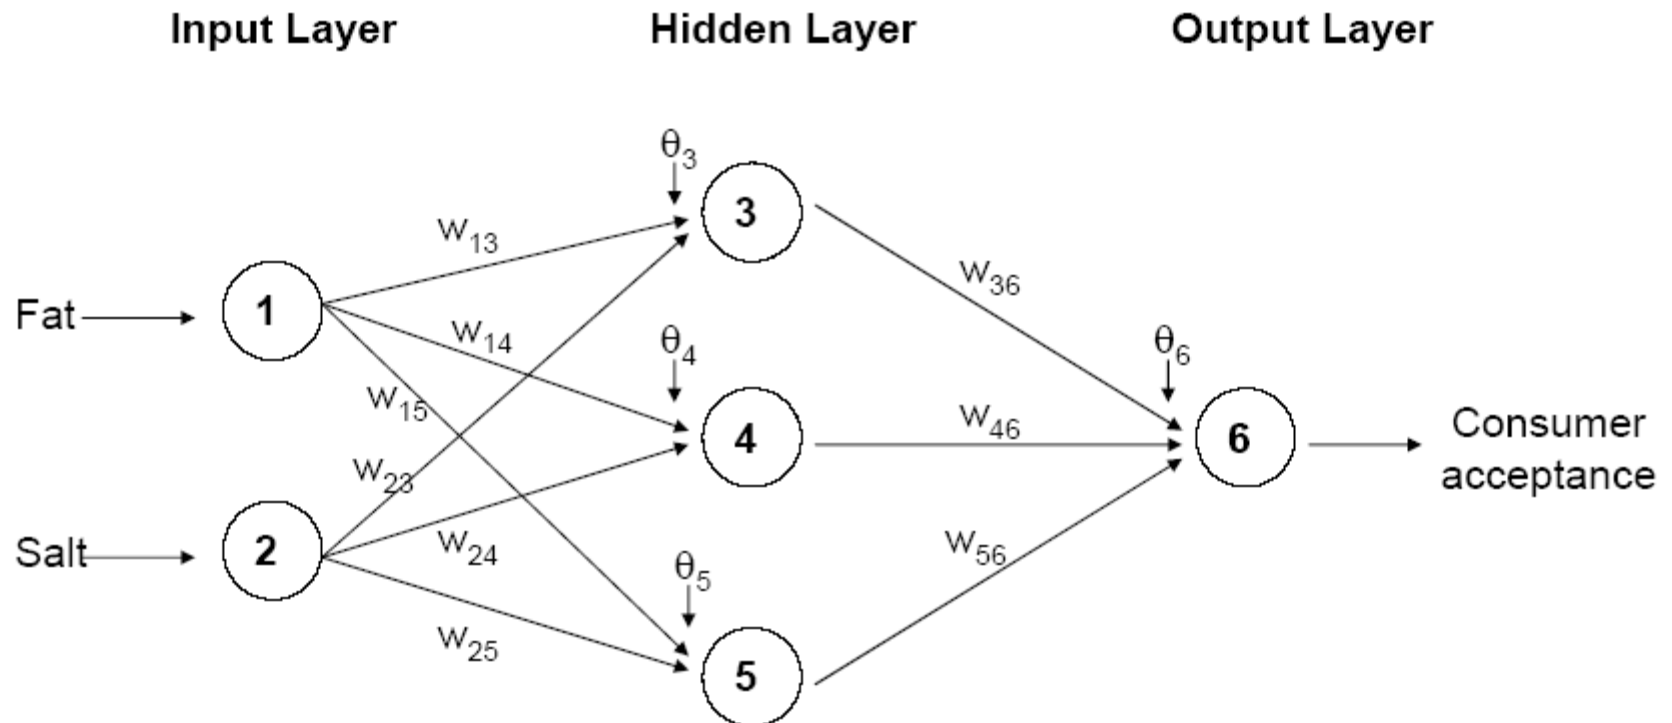 Input Layer
Hidden Layer
Output Layer
θ3
3
w13
w36
Fat
1
w14
θ4
θ6
w15
4
w46
6
Consumer
acceptance
w23
Salt
2
w24
w56
θ5
w25
5